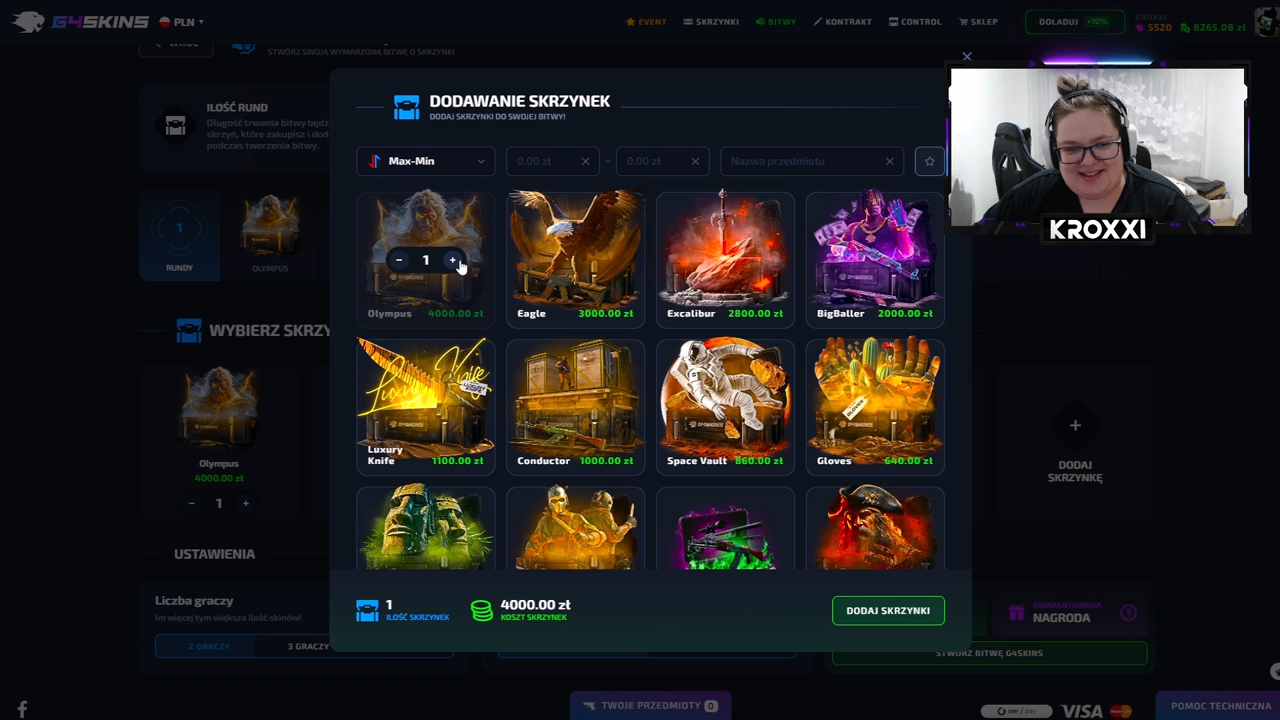 G4SKINS
PLN
EVENT
SKRZYNKI
BITWY
KONTRAKT
CONTROL
SKLEP
DOŁADUJ +10%
KROXXI
5520
8265.08 zł
STWÓRZ SWOJĄ WYMARZONĄ BITWĘ O SKRZYNKI
ILOŚĆ RUND
Długość trwania bitwy będz
skrzyń, które zakupisz i dod
podczas tworzenia bitwy.
1
RUNDY
OLYMPUS
WYBIERZ SKRZY
Olympus
4000.00 zł
− 1 +
USTAWIENIA
Liczba graczy
Im więcej tym większa ilość skinów!
2 GRACZY
3 GRACZY
DODAWANIE SKRZYNEK
DODAJ SKRZYNKI DO SWOJEJ BITWY!
Max-Min
0.00 zł
–
0.00 zł
Nazwa przedmiotu
− 1 +
Olympus 4000.00 zł
Eagle 3000.00 zł
Excalibur 2800.00 zł
BigBaller 2000.00 zł
Luxury Knife
Luxury
Knife 1100.00 zł
Conductor 1000.00 zł
Space Vault 860.00 zł
GLOVES
Gloves 640.00 zł
1
ILOŚĆ SKRZYNEK
4000.00 zł
KOSZT SKRZYNEK
DODAJ SKRZYNKI
KROXXI
+
DODAJ
SKRZYNKĘ
GWARANTOWANA
NAGRODA
STWÓRZ BITWĘ G4SKINS
TWOJE PRZEDMIOTY 0
zen / pay
VISA
POMOC TECHNICZNA